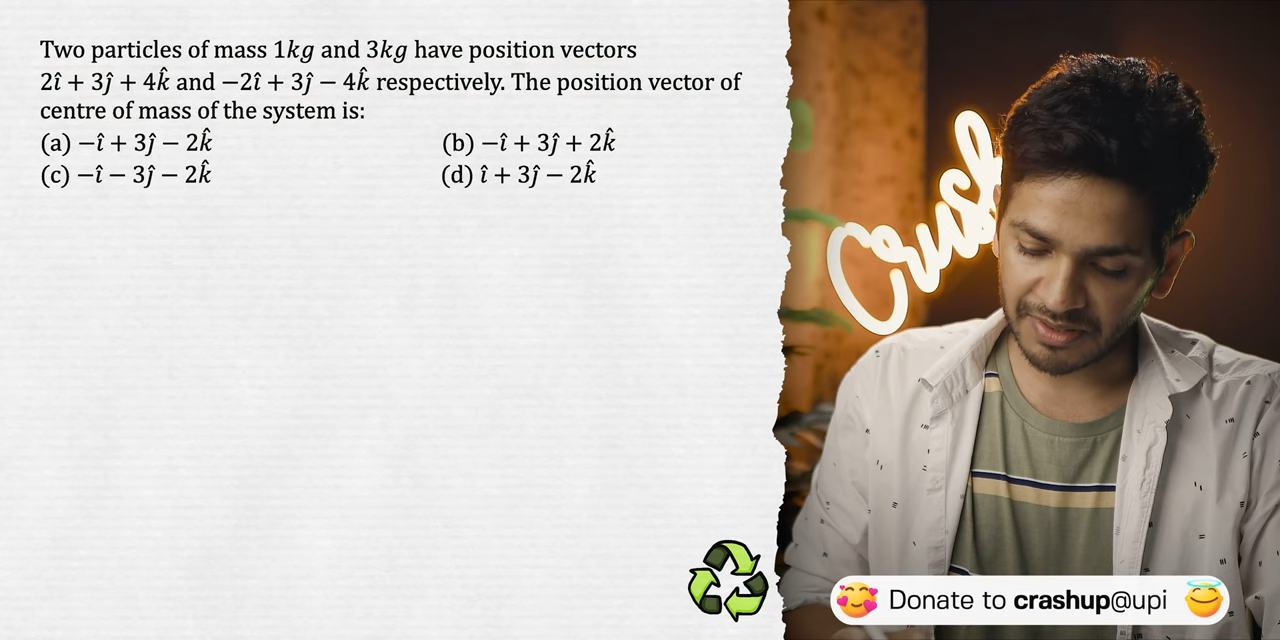 Two particles of mass 1kg and 3kg have position vectors
2î + 3ĵ + 4k̂ and −2î + 3ĵ − 4k̂ respectively. The position vector of
centre of mass of the system is:
(a) −î + 3ĵ − 2k̂ (b) −î + 3ĵ + 2k̂
(c) −î − 3ĵ − 2k̂ (d) î + 3ĵ − 2k̂
Crush
Donate to crashup@upi